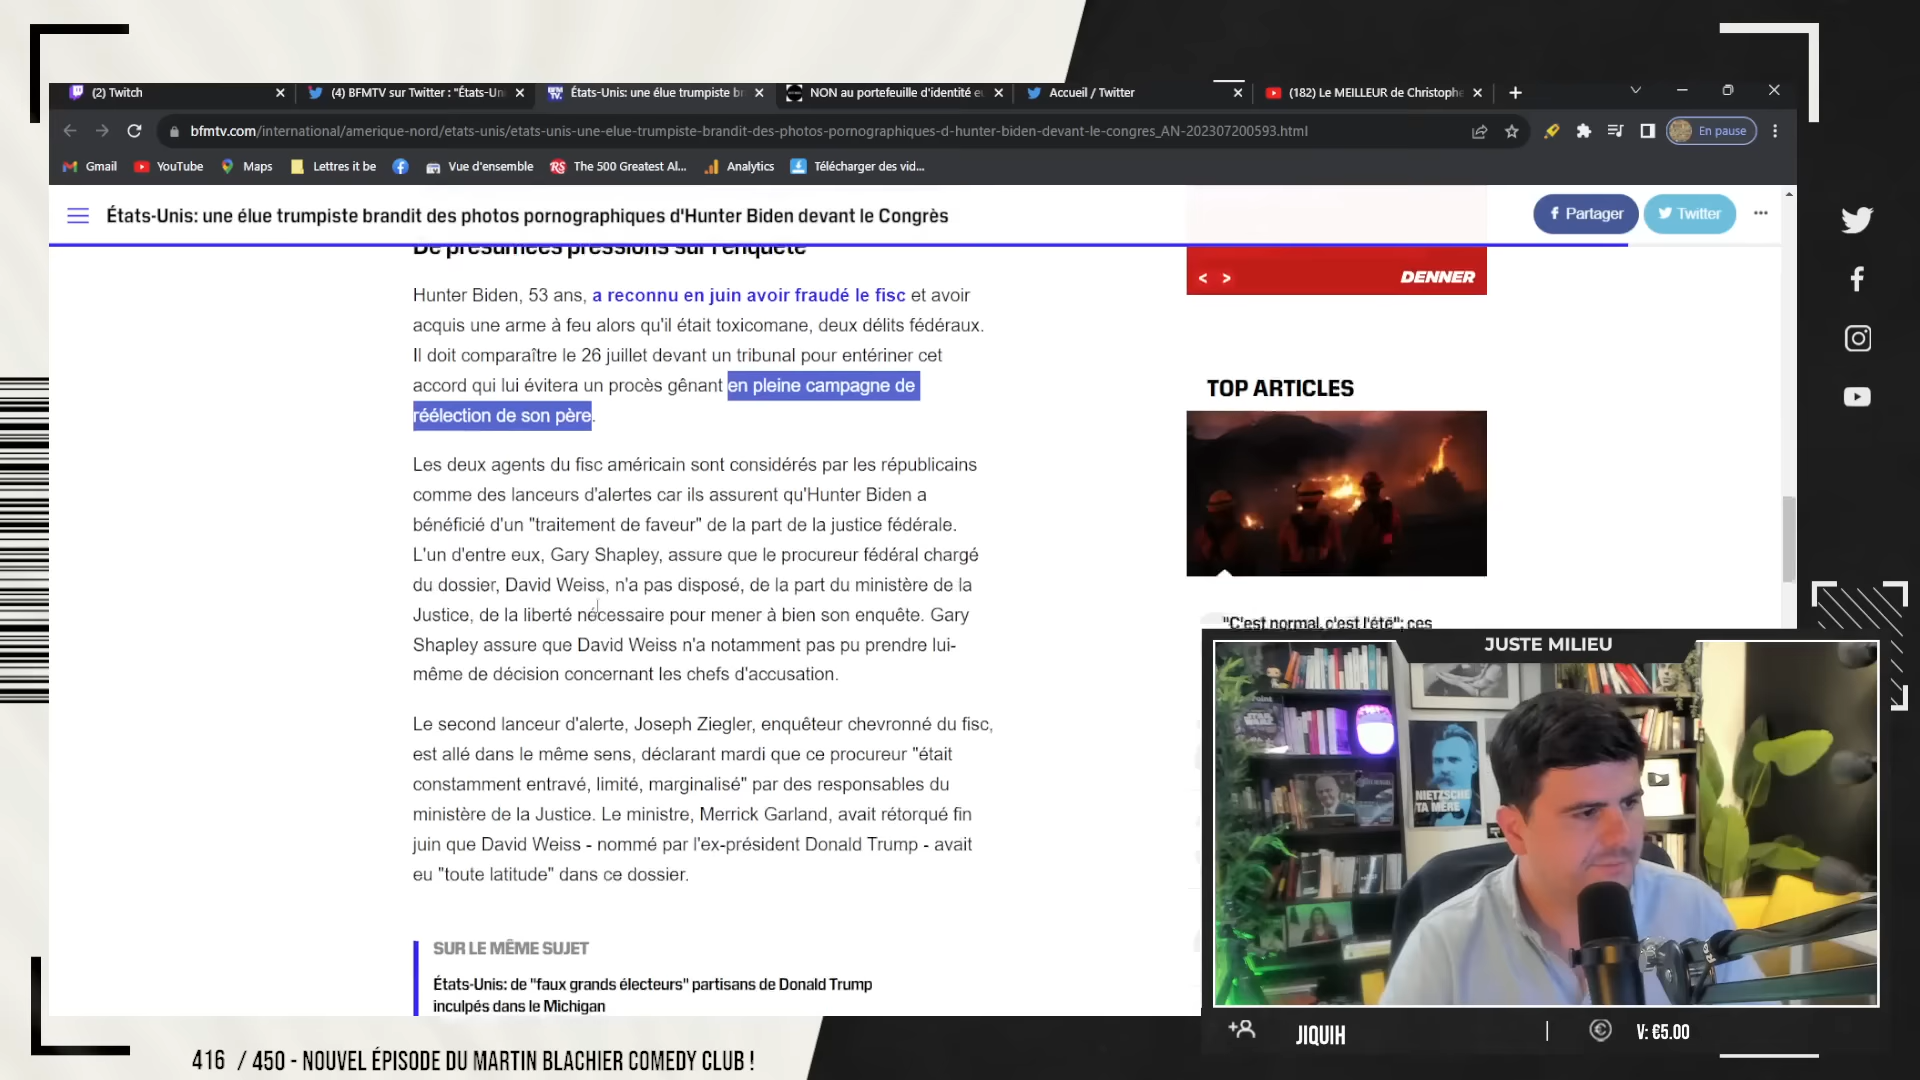 (2) Twitch
(4) BFMTV sur Twitter : "États-Un
États-Unis: une élue trumpiste b
NON au portefeuille d'identité e
Accueil / Twitter
(182) Le MEILLEUR de Christophe
bfmtv.com/international/amerique-nord/etats-unis/etats-unis-une-elue-trumpiste-brandit-des-photos-pornographiques-d-hunter-biden-devant-le-congres_AN-202307200593.html
En pause
Gmail
YouTube
Maps
Lettres it be
Vue d'ensemble
The 500 Greatest Al...
Analytics
Télécharger des vid...
États-Unis: une élue trumpiste brandit des photos pornographiques d'Hunter Biden devant le Congrès
Partager
Twitter
De présumées pressions sur l'enquête
Hunter Biden, 53 ans, a reconnu en juin avoir fraudé le fisc et avoir
acquis une arme à feu alors qu'il était toxicomane, deux délits fédéraux.
Il doit comparaître le 26 juillet devant un tribunal pour entériner cet
accord qui lui évitera un procès gênant en pleine campagne de
réélection de son père.
Les deux agents du fisc américain sont considérés par les républicains
comme des lanceurs d'alertes car ils assurent qu'Hunter Biden a
bénéficié d'un "traitement de faveur" de la part de la justice fédérale.
L'un d'entre eux, Gary Shapley, assure que le procureur fédéral chargé
du dossier, David Weiss, n'a pas disposé, de la part du ministère de la
Justice, de la liberté nécessaire pour mener à bien son enquête. Gary
Shapley assure que David Weiss n'a notamment pas pu prendre lui-
même de décision concernant les chefs d'accusation.
Le second lanceur d'alerte, Joseph Ziegler, enquêteur chevronné du fisc,
est allé dans le même sens, déclarant mardi que ce procureur "était
constamment entravé, limité, marginalisé" par des responsables du
ministère de la Justice. Le ministre, Merrick Garland, avait rétorqué fin
juin que David Weiss - nommé par l'ex-président Donald Trump - avait
eu "toute latitude" dans ce dossier.
SUR LE MÊME SUJET
États-Unis: de "faux grands électeurs" partisans de Donald Trump
inculpés dans le Michigan
DENNER
TOP ARTICLES
"C'est normal, c'est l'été": ces
JUSTE MILIEU
STAR WARS
NIETZSCHE
TA MÈRE
JIQUIH
V: €5.00
416 / 450 - NOUVEL ÉPISODE DU MARTIN BLACHIER COMEDY CLUB !